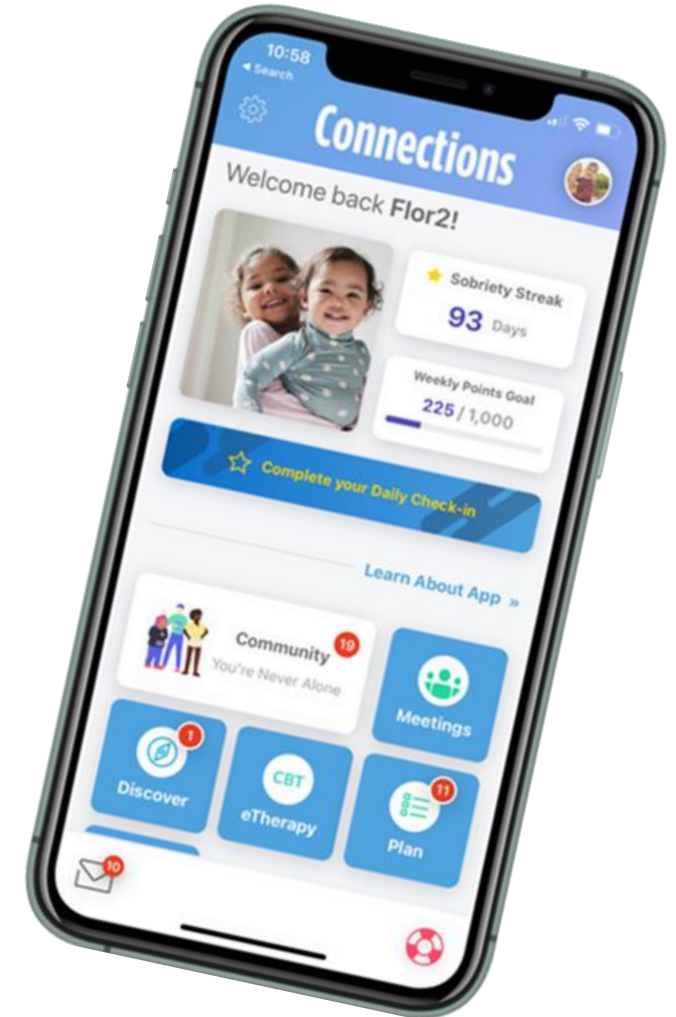 10:58
◀ Search
Connections
Welcome back Flor2!
Sobriety Streak
93 Days
Weekly Points Goal
225 / 1,000
Complete your Daily Check-in
Learn About App »
Community
19
You're Never Alone
Meetings
1
Discover
CBT
eTherapy
11
Plan
10